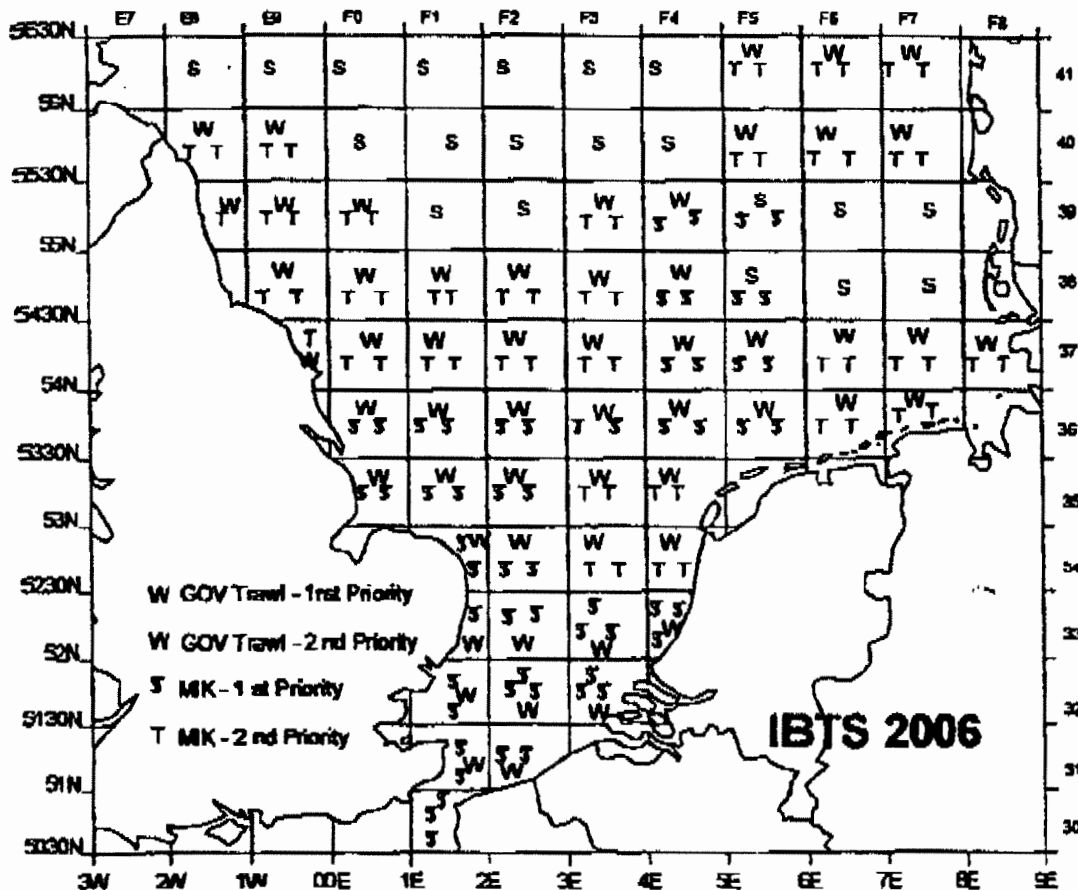 E7 E8 E9 F0 F1 F2 F3 F4 F5 F6 F7 F8
5630N
S S S S S S S W W W
T T T T T T
41
56N
W W S S S S S W W W
T T T T T T T T T T
40
5530N
W W W S S W W S S S
T T T T T T T S S S S
39
55N
W W W W W W S S S
T T T T T T T T T T S S S S
38
5430N
T W W W W W W W W
W T T T T T T T T S S S S T T T T T T
37
54N
W W W W W W W W
S S S S S S S S S S S S T T T T
36
5330N
W W W W W
S S S S S S T T T T
35
53N
S W W W W
S S S T T T T
34
5230N
W GOV Trawl - 1rst Priority
S S S S S S S S
W W W W S
33
W GOV Trawl - 2nd Priority
52N
S MIK - 1 st Priority
S S S
W S S S S
S W W
32
5130N
T MIK - 2 nd Priority
IBTS 2006
S S S
W W
S
31
51N
S
S
S
30
5030N
3W 2W 1W 00E 1E 2E 3E 4E 5E 6E 7E 8E 9E